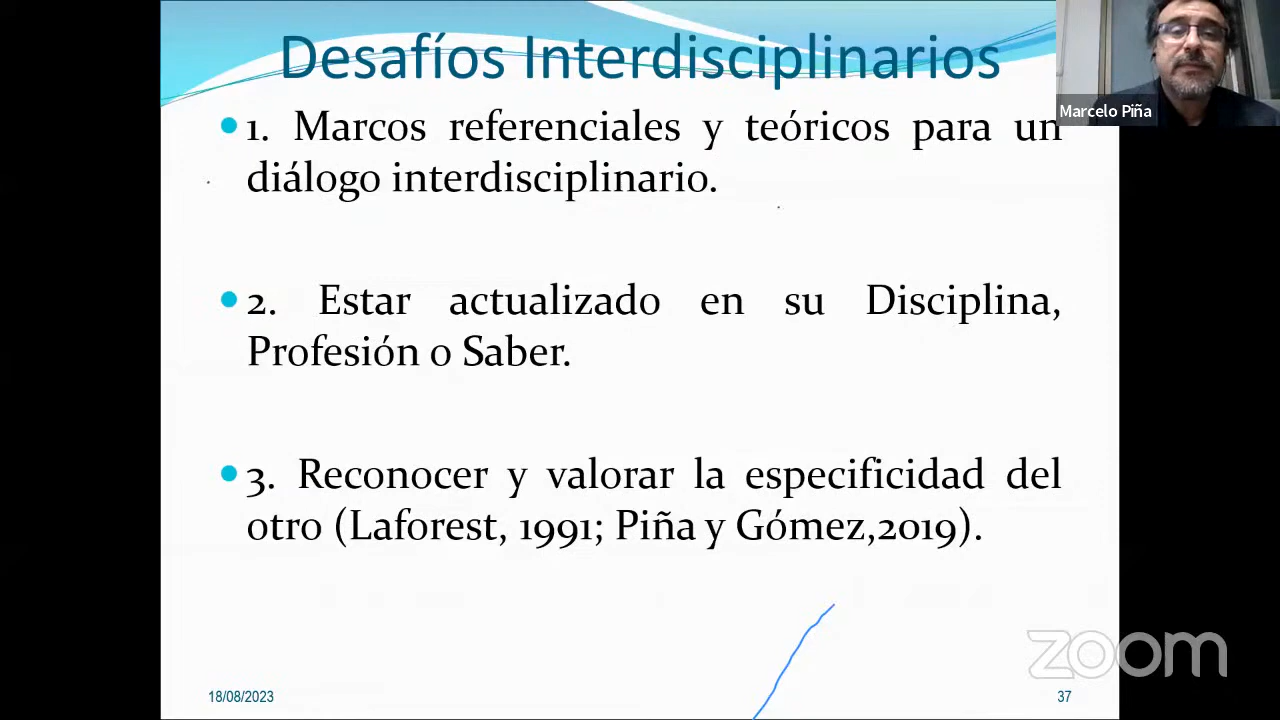 Desafíos Interdisciplinarios
Marcelo Piña
1. Marcos referenciales y teóricos para un
diálogo interdisciplinario.
2. Estar actualizado en su Disciplina,
Profesión o Saber.
3. Reconocer y valorar la especificidad del
otro (Laforest, 1991; Piña y Gómez,2019).
zoom
18/08/2023
37